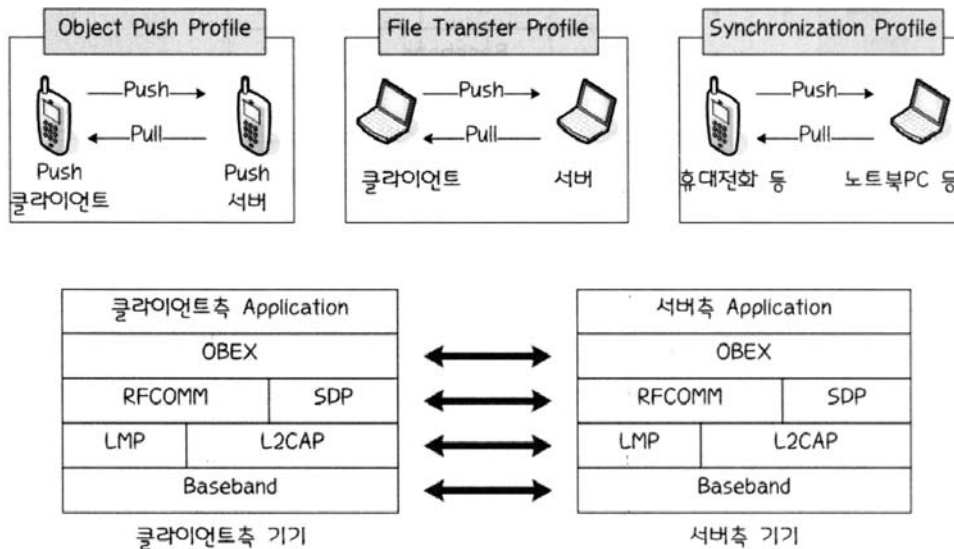 Object Push Profile
Push
Pull
Push
클라이언트
Push
서버
File Transfer Profile
Push
Pull
클라이언트
서버
Synchronization Profile
Push
Pull
휴대전화 등
노트북PC 등
클라이언트측 Application
OBEX
RFCOMM SDP
LMP L2CAP
Baseband
클라이언트측 기기
서버측 Application
OBEX
RFCOMM SDP
LMP L2CAP
Baseband
서버측 기기